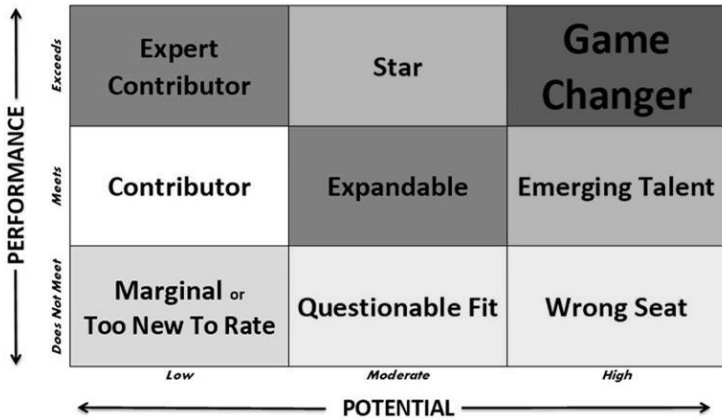 PERFORMANCE
Exceeds
Expert
Contributor
Star
Game
Changer
Meets
Contributor
Expandable
Emerging Talent
Does Not Meet
Marginal or
Too New To Rate
Questionable Fit
Wrong Seat
Low
Moderate
High
POTENTIAL